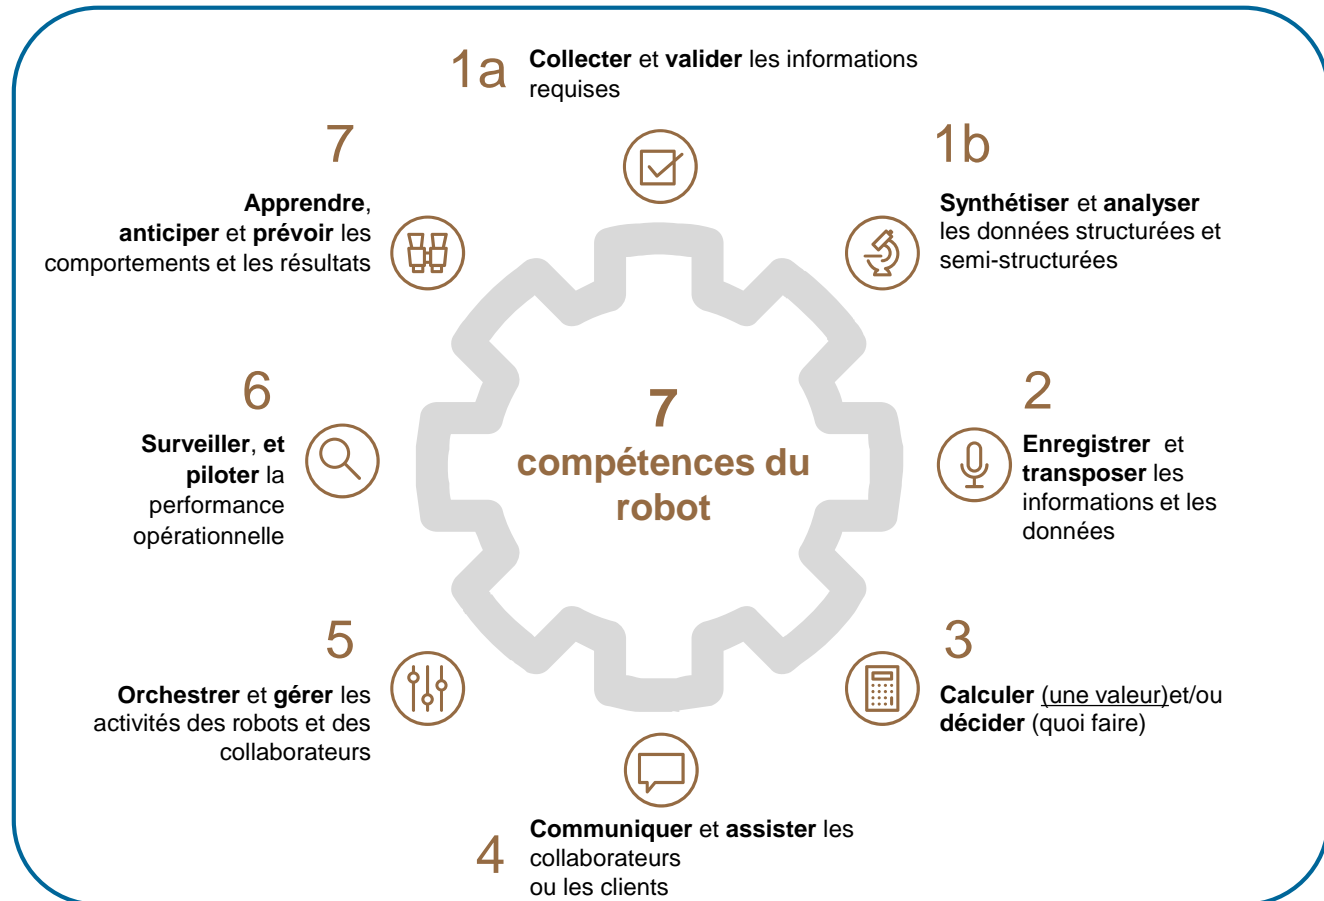 1a
Collecter et valider les informations
requises
1b
Synthétiser et analyser
les données structurées et
semi-structurées
2
Enregistrer et
transposer les
informations et les
données
3
Calculer (une valeur)et/ou
décider (quoi faire)
4
Communiquer et assister les
collaborateurs
ou les clients
5
Orchestrer et gérer les
activités des robots et des
collaborateurs
6
Surveiller, et
piloter la
performance
opérationnelle
7
Apprendre,
anticiper et prévoir les
comportements et les résultats
7
compétences du
robot